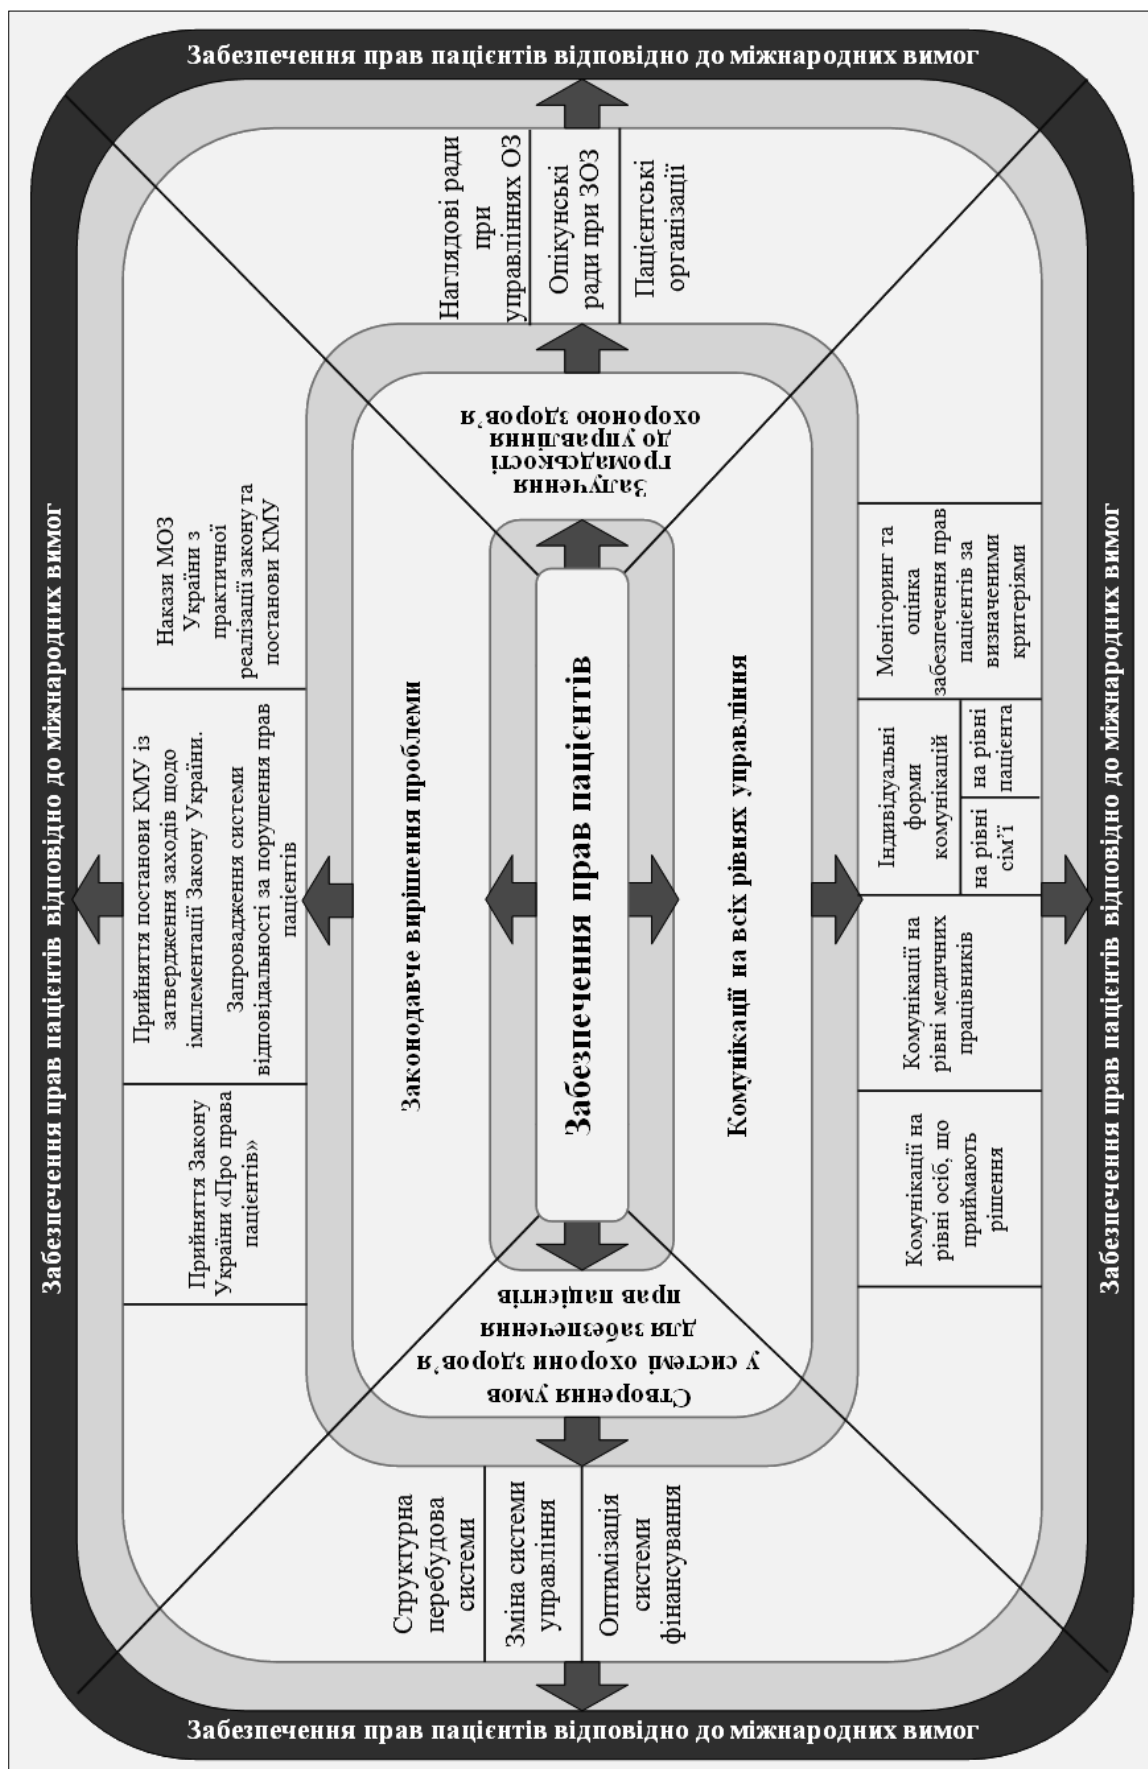 Забезпечення прав пацієнтів відповідно до міжнародних вимог
Забезпечення прав пацієнтів відповідно до міжнародних вимог
Прийняття Закону
України «Про права
пацієнтів»
Прийняття постанови КМУ із
затвердження заходів щодо
імплементації Закону України.
Запровадження системи
відповідальності за порушення прав
пацієнтів
Накази МОЗ
України з
практичної
реалізації закону та
постанови КМУ
Законодавче вирішення проблеми
Структурна
перебудова
системи
Зміна системи
управління
Оптимізація
системи
фінансування
Створення умов
у системі охорони здоров’я
для забезпечення
прав пацієнтів
Забезпечення прав пацієнтів
Залучення
громадськості
до управління
охороною здоров’я
Наглядові ради
при
управліннях ОЗ
Опікунські
ради при ЗОЗ
Пацієнтські
організації
Комунікації на всіх рівнях управління
Комунікації на
рівні осіб, що
приймають
рішення
Комунікації на
рівні медичних
працівників
Індивідуальні
форми
комунікацій
на рівні
сім’ї
на рівні
пацієнта
Моніторинг та
оцінка
забезпечення прав
пацієнтів за
визначеними
критеріями
Забезпечення прав пацієнтів відповідно до міжнародних вимог
Забезпечення прав пацієнтів відповідно до міжнародних вимог